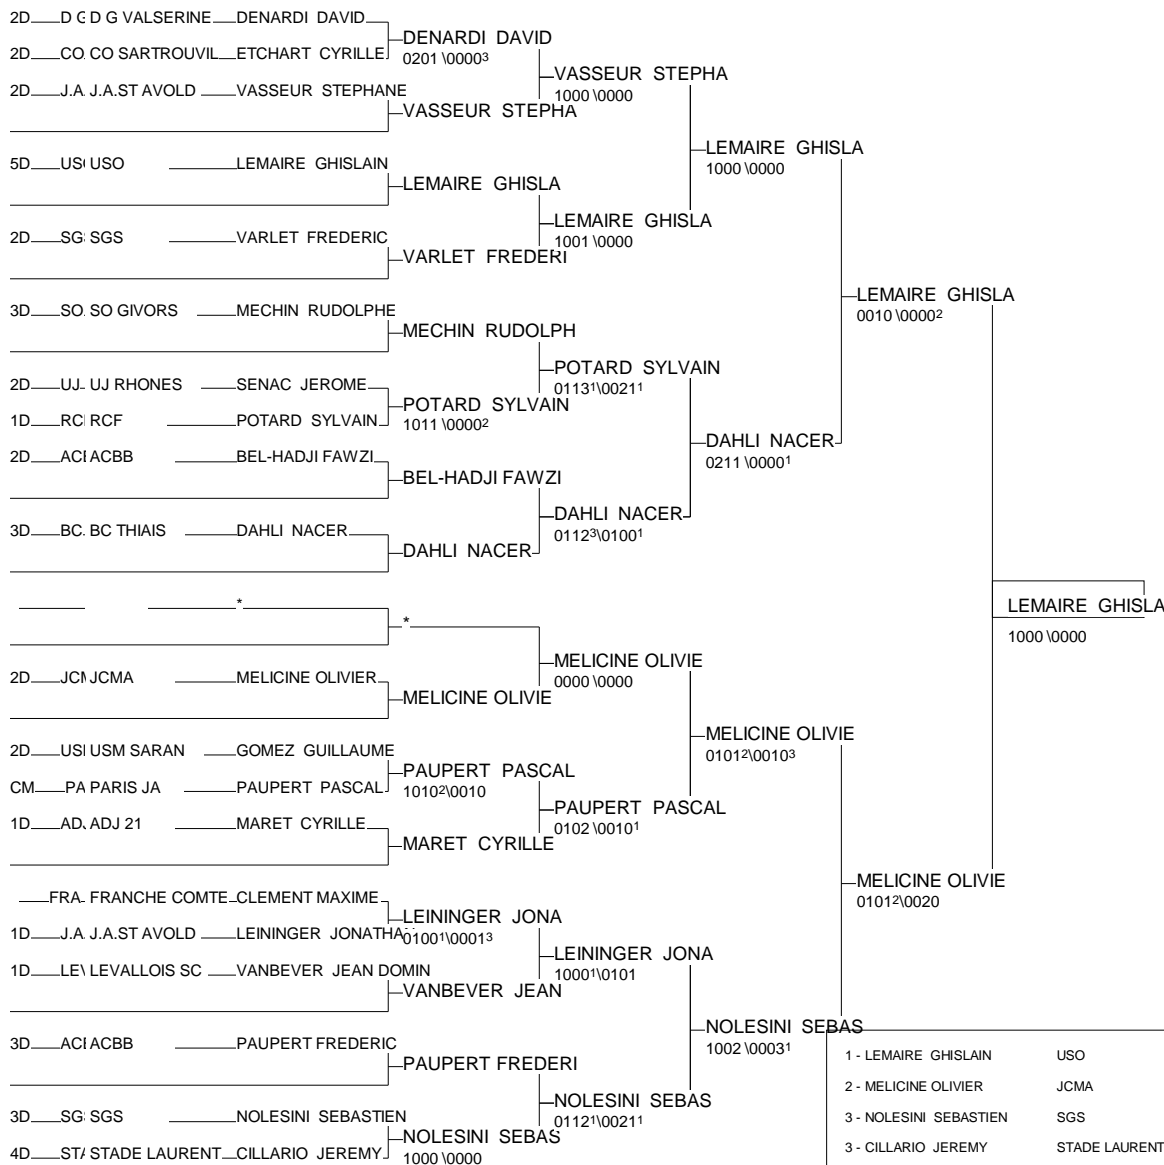 2D D G D G VALSERINE DENARDI DAVID
DENARDI DAVID
0201 \0000³
2D CO CO SARTROUVIL ETCHART CYRILLE
VASSEUR STEPHA
1000 \0000
2D J.A J.A.ST AVOLD VASSEUR STEPHANE
VASSEUR STEPHA
LEMAIRE GHISLA
1000 \0000
5D US USO LEMAIRE GHISLAIN
LEMAIRE GHISLA
LEMAIRE GHISLA
1001 \0000
2D SG SGS VARLET FREDERIC
VARLET FREDERI
LEMAIRE GHISLA
0010 \0000²
3D SO SO GIVORS MECHIN RUDOLPHE
MECHIN RUDOLPH
POTARD SYLVAIN
0113¹\0021¹
2D UJ UJ RHONES SENAC JEROME
POTARD SYLVAIN
1011 \0000²
1D RC RCF POTARD SYLVAIN
DAHLI NACER
0211 \0000¹
2D AC ACBB BEL-HADJI FAWZI
BEL-HADJI FAWZI
DAHLI NACER
0112³\0100¹
3D BC BC THIAIS DAHLI NACER
DAHLI NACER
LEMAIRE GHISLA
1000 \0000
*
*
MELICINE OLIVIE
0000 \0000
2D JC JCMA MELICINE OLIVIER
MELICINE OLIVIE
MELICINE OLIVIE
0101²\0010³
2D US USM SARAN GOMEZ GUILLAUME
PAUPERT PASCAL
1010²\0010
CM PA PARIS JA PAUPERT PASCAL
PAUPERT PASCAL
0102 \0010¹
1D AD ADJ 21 MARET CYRILLE
MARET CYRILLE
MELICINE OLIVIE
0101²\0020
FRA FRANCHE COMTE CLEMENT MAXIME
LEININGER JONA
0100¹\0001³
1D J.A J.A.ST AVOLD LEININGER JONATHA
LEININGER JONA
1000¹\0101
1D LE LEVALLOIS SC VANBEVER JEAN DOMIN
VANBEVER JEAN
NOLESINI SEBAS
1002 \0003¹
3D AC ACBB PAUPERT FREDERIC
PAUPERT FREDERI
NOLESINI SEBAS
0112¹\0021¹
3D SG SGS NOLESINI SEBASTIEN
NOLESINI SEBAS
1000 \0000
4D ST STADE LAURENT CILLARIO JEREMY
1 - LEMAIRE GHISLAIN USO
2 - MELICINE OLIVIER JCMA
3 - NOLESINI SEBASTIEN SGS
3 - CILLARIO JEREMY STADE LAURENT